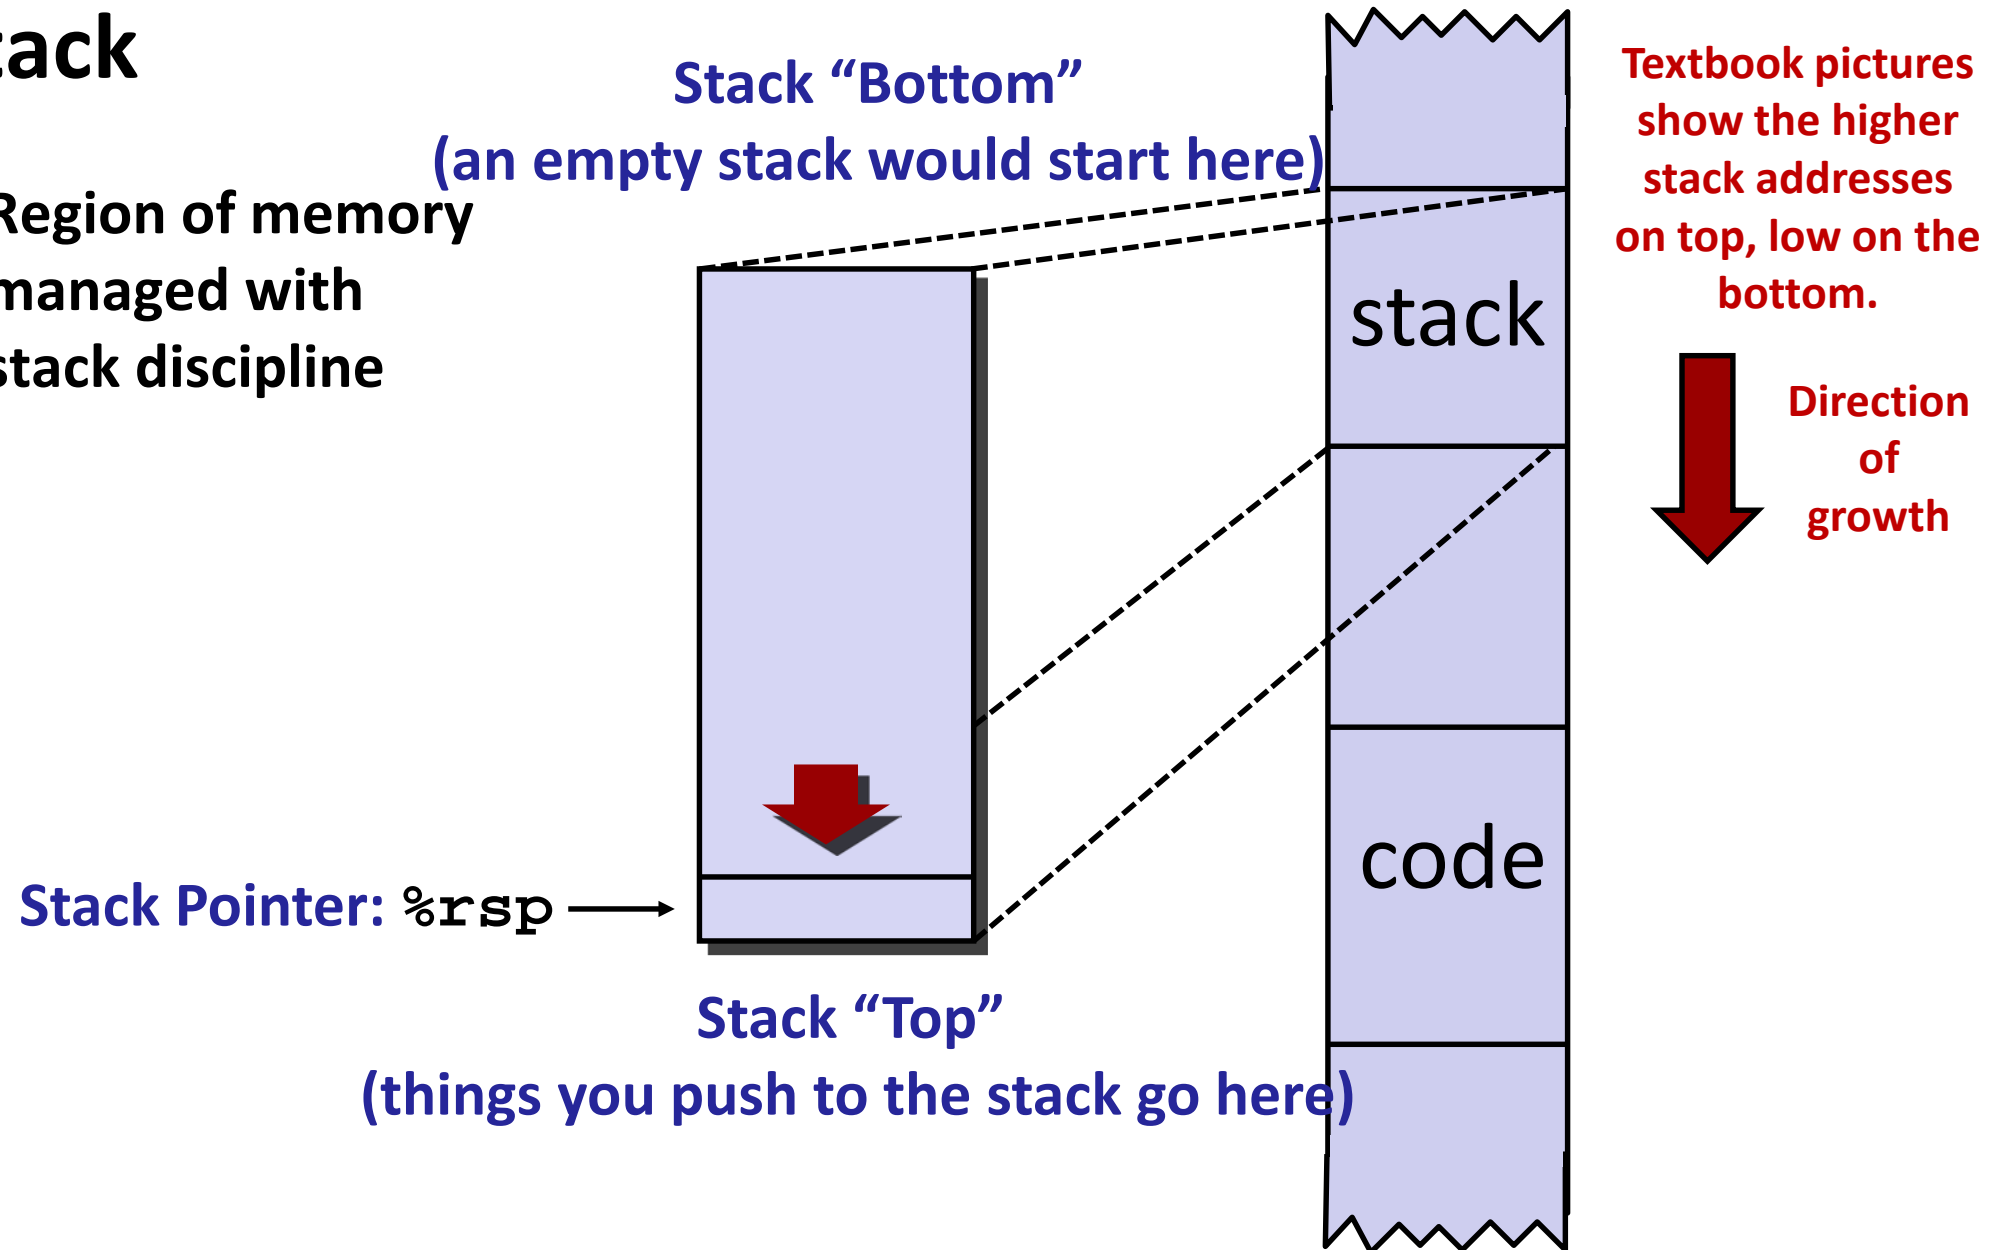 tack
Region of memory
managed with
stack discipline
Stack “Bottom”
(an empty stack would start here)
stack
code
Textbook pictures
show the higher
stack addresses
on top, low on the
bottom.
Direction
of
growth
Stack Pointer: %rsp
Stack “Top”
(things you push to the stack go here)